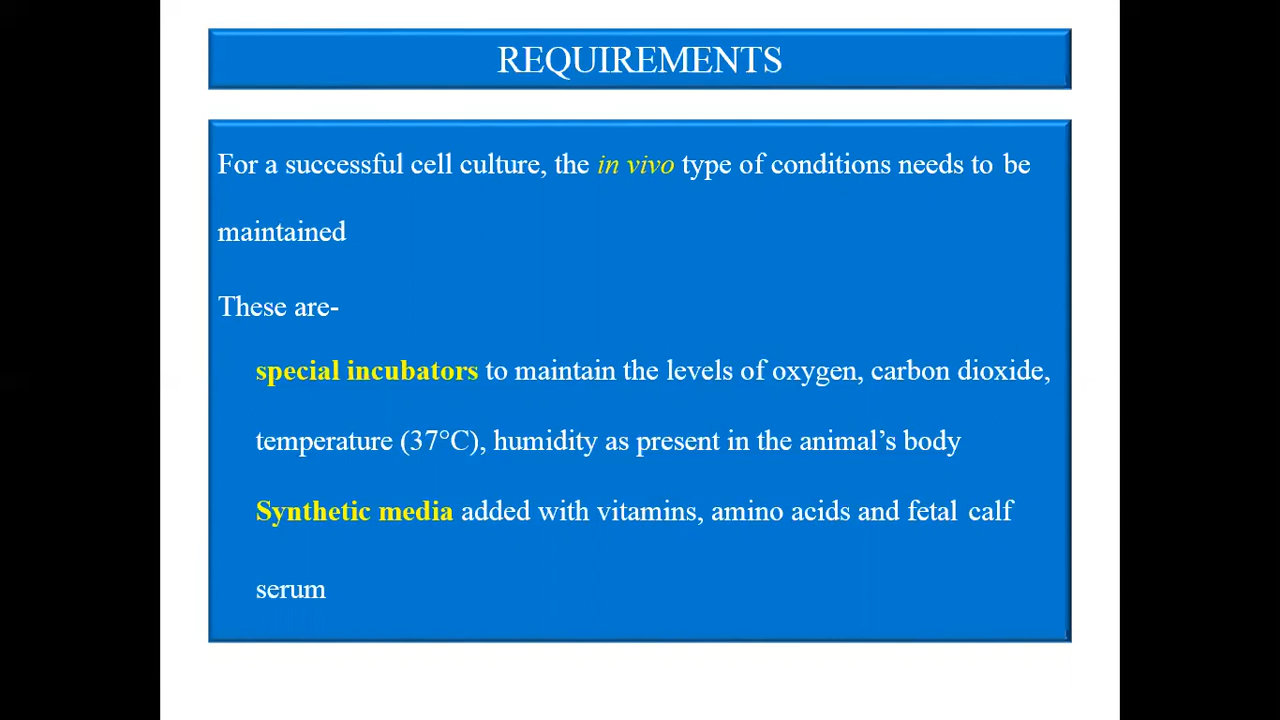 REQUIREMENTS
For a successful cell culture, the in vivo type of conditions needs to be
maintained
These are-
special incubators to maintain the levels of oxygen, carbon dioxide,
temperature (37°C), humidity as present in the animal’s body
Synthetic media added with vitamins, amino acids and fetal calf
serum